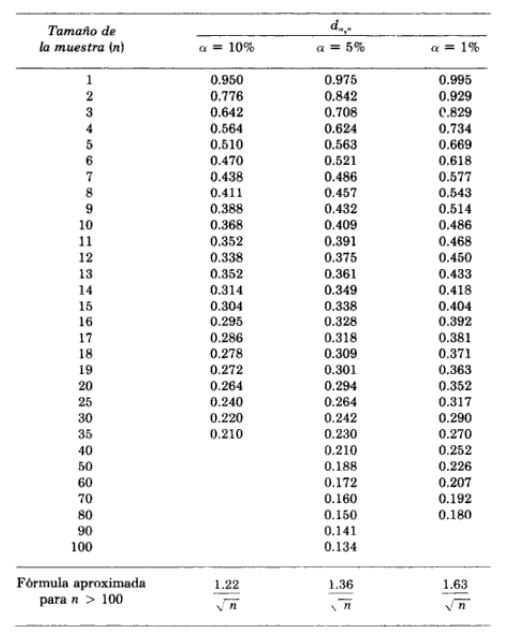 Tamaño de d_{α,n}
la muestra (n) α = 10% α = 5% α = 1%
1 0.950 0.975 0.995
2 0.776 0.842 0.929
3 0.642 0.708 0.829
4 0.564 0.624 0.734
5 0.510 0.563 0.669
6 0.470 0.521 0.618
7 0.438 0.486 0.577
8 0.411 0.457 0.543
9 0.388 0.432 0.514
10 0.368 0.409 0.486
11 0.352 0.391 0.468
12 0.338 0.375 0.450
13 0.352 0.361 0.433
14 0.314 0.349 0.418
15 0.304 0.338 0.404
16 0.295 0.328 0.392
17 0.286 0.318 0.381
18 0.278 0.309 0.371
19 0.272 0.301 0.363
20 0.264 0.294 0.352
25 0.240 0.264 0.317
30 0.220 0.242 0.290
35 0.210 0.230 0.270
40 0.210 0.252
50 0.188 0.226
60 0.172 0.207
70 0.160 0.192
80 0.150 0.180
90 0.141
100 0.134
Fórmula aproximada 1.22 1.36 1.63
para n > 100 √n √n √n